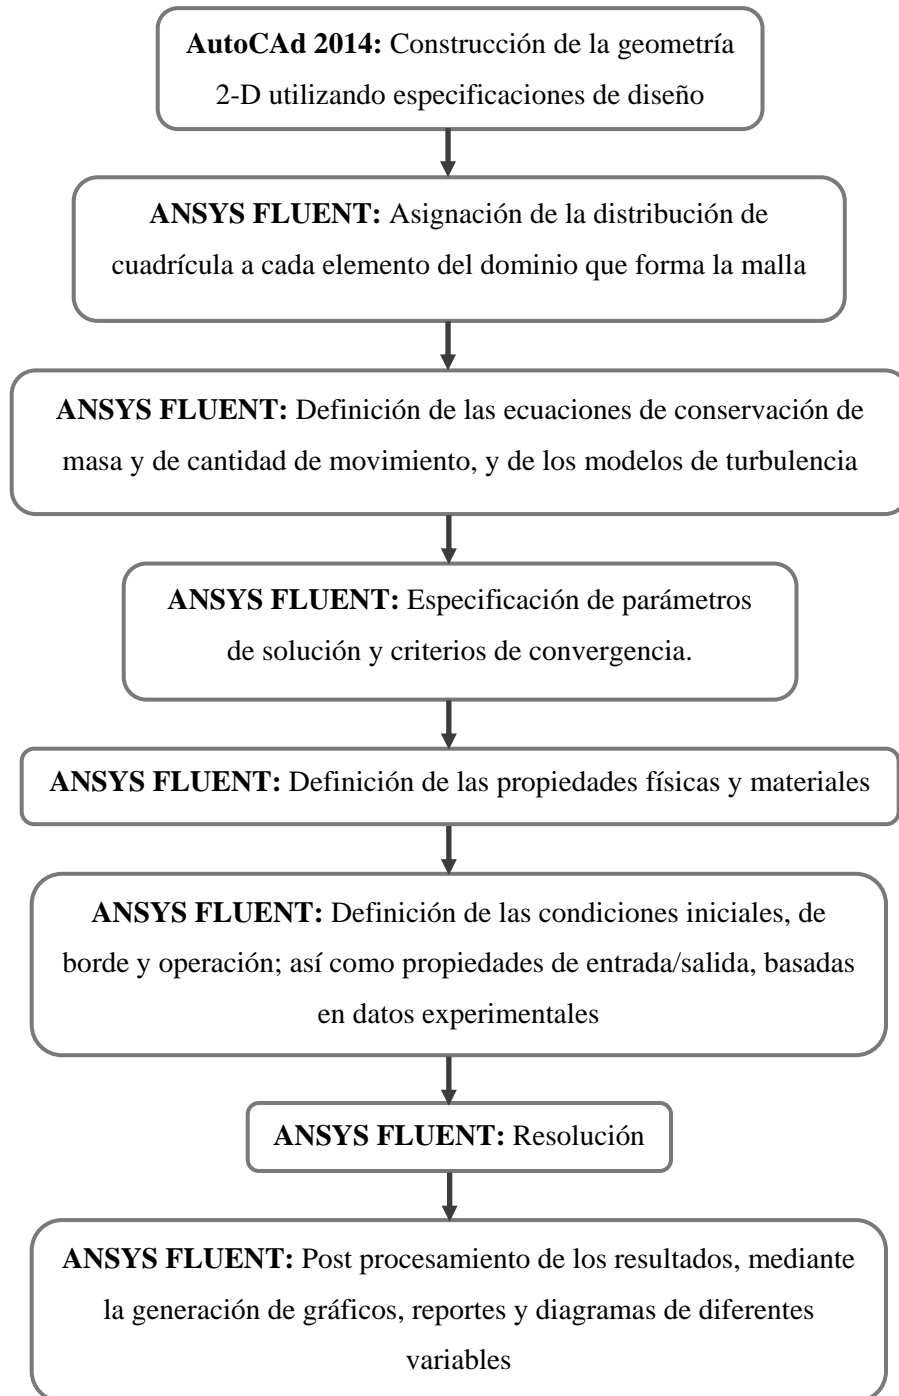 AutoCAd 2014: Construcción de la geometría
2-D utilizando especificaciones de diseño
ANSYS FLUENT: Asignación de la distribución de
cuadrícula a cada elemento del dominio que forma la malla
ANSYS FLUENT: Definición de las ecuaciones de conservación de
masa y de cantidad de movimiento, y de los modelos de turbulencia
ANSYS FLUENT: Especificación de parámetros
de solución y criterios de convergencia.
ANSYS FLUENT: Definición de las propiedades físicas y materiales
ANSYS FLUENT: Definición de las condiciones iniciales, de
borde y operación; así como propiedades de entrada/salida, basadas
en datos experimentales
ANSYS FLUENT: Resolución
ANSYS FLUENT: Post procesamiento de los resultados, mediante
la generación de gráficos, reportes y diagramas de diferentes
variables